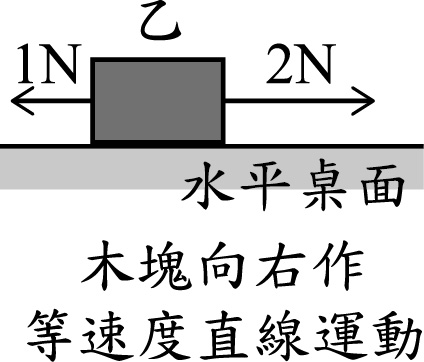 乙
1N 2N
水平桌面
木塊向右作
等速度直線運動